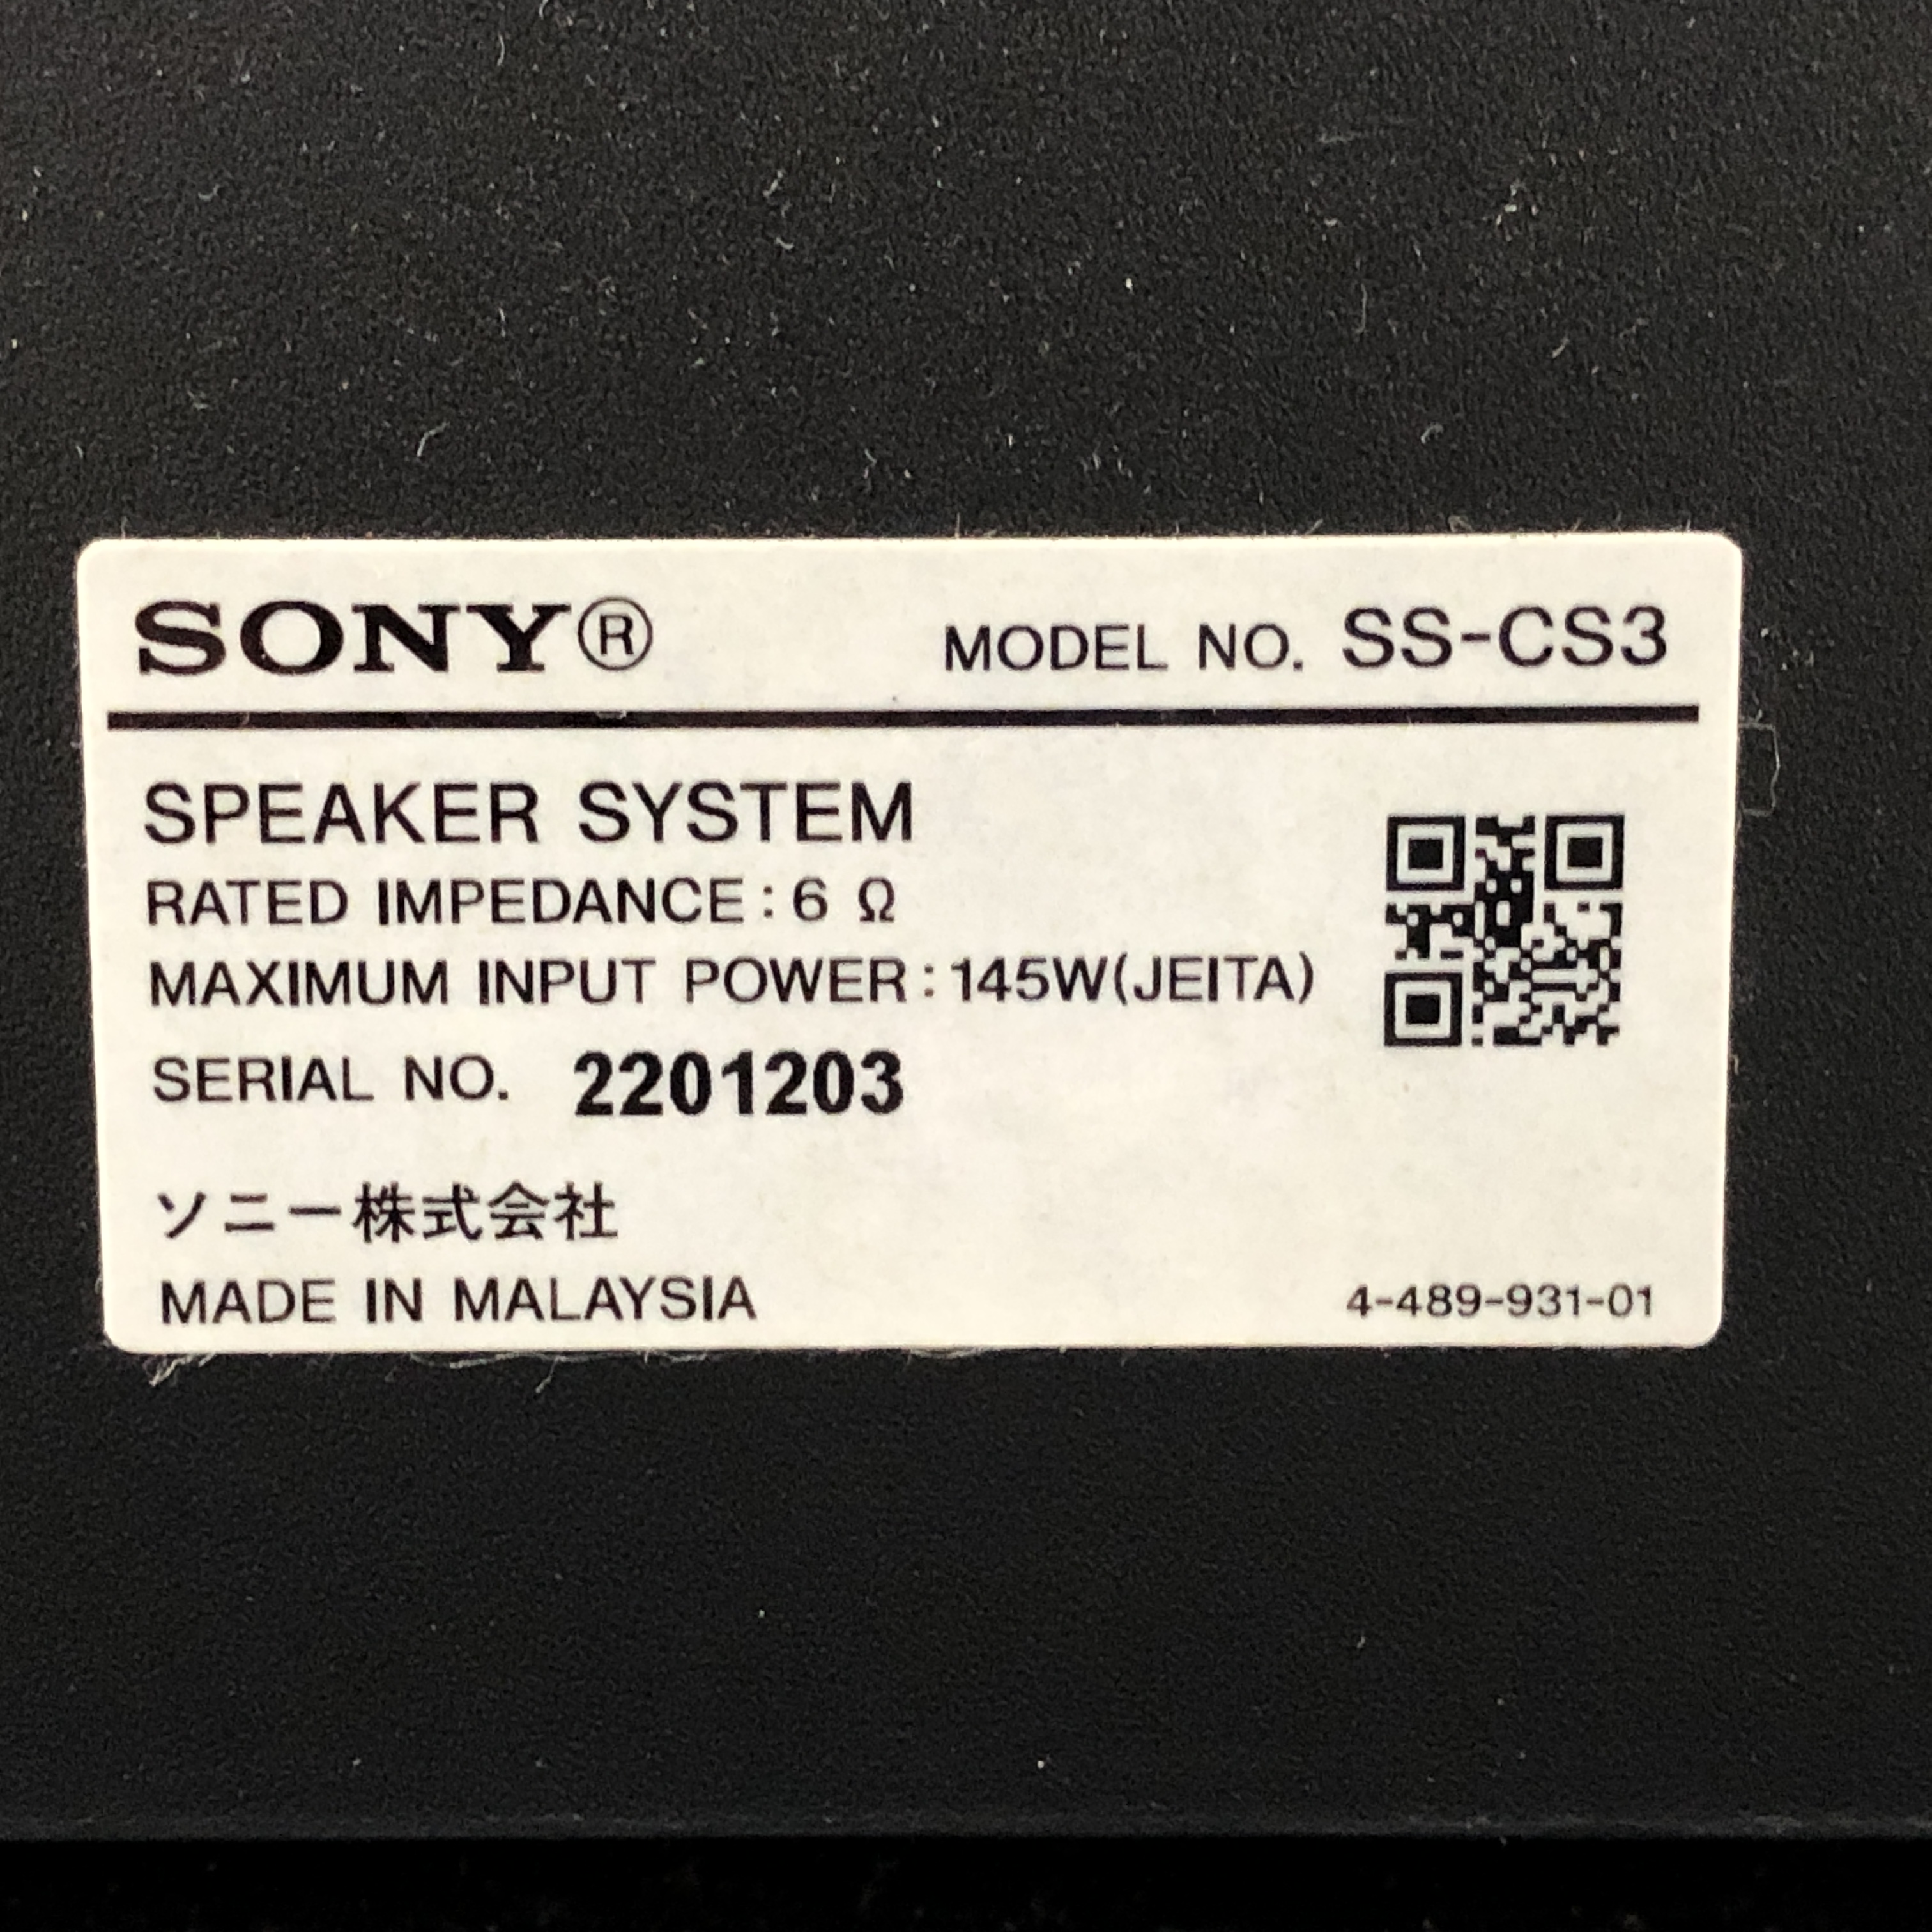 SONY®
MODEL NO. SS-CS3
SPEAKER SYSTEM
RATED IMPEDANCE : 6 Ω
MAXIMUM INPUT POWER : 145W(JEITA)
SERIAL NO. 2201203
ソニー株式会社
MADE IN MALAYSIA
4-489-931-01